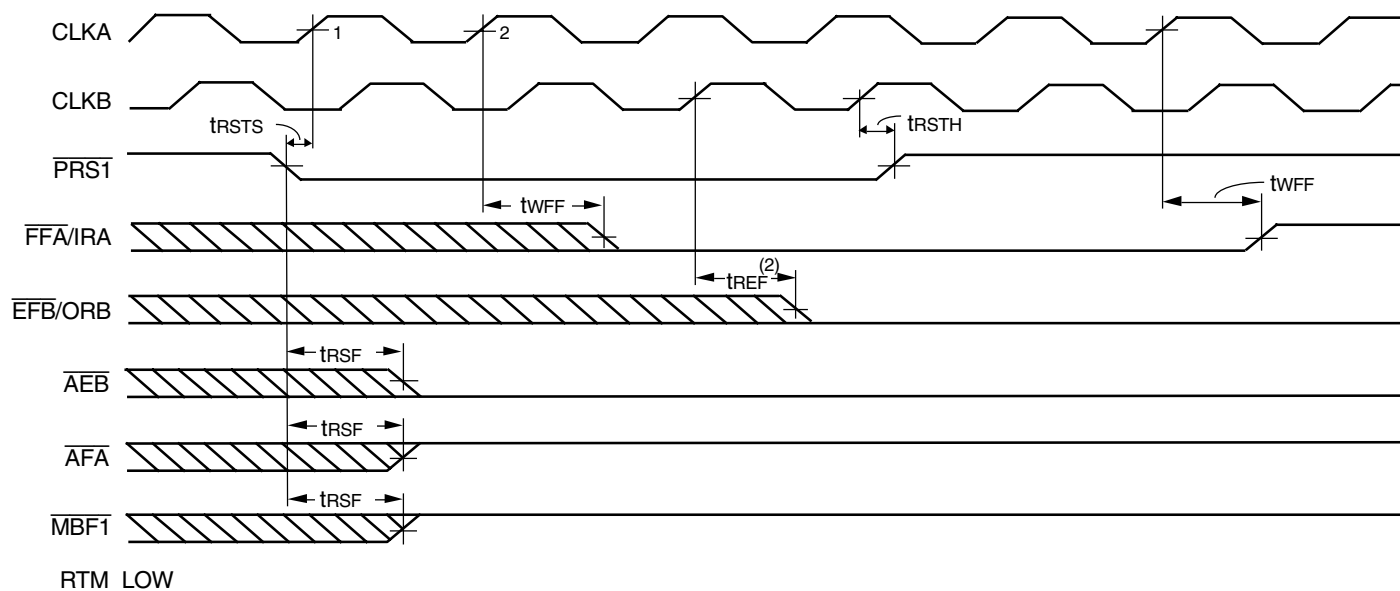 CLKA
1
2
CLKB
tRSTS
tRSTH
PRS1
tWFF
tWFF
FFA/IRA
tREF(2)
EFB/ORB
tRSF
AEB
tRSF
AFA
tRSF
MBF1
RTM LOW